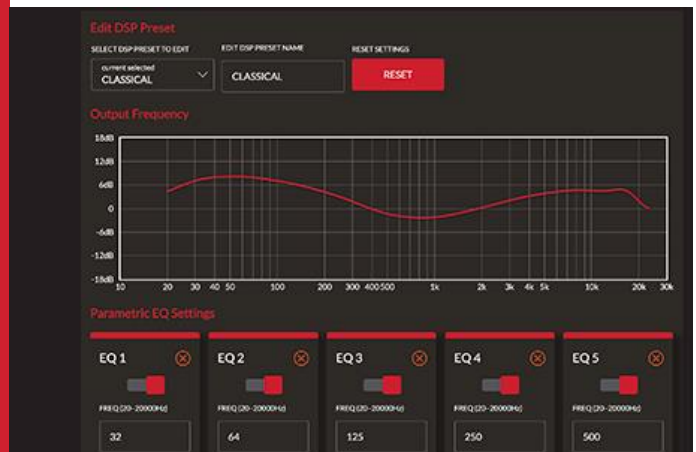 Edit DSP Preset
SELECT DSP PRESET TO EDIT EDIT DSP PRESET NAME RESET SETTINGS
current selected
CLASSICAL CLASSICAL RESET
Output Frequency
18dB
12dB
6dB
0
-6dB
-12dB
-18dB
10 20 30 40 50 100 200 300 400 500 1k 2k 3k 4k 5k 10k 20k 30k
Parametric EQ Settings
EQ 1 EQ 2 EQ 3 EQ 4 EQ 5
FREQ (20-20000Hz) FREQ (20-20000Hz) FREQ (20-20000Hz) FREQ (20-20000Hz) FREQ (20-20000Hz)
32 64 125 250 500